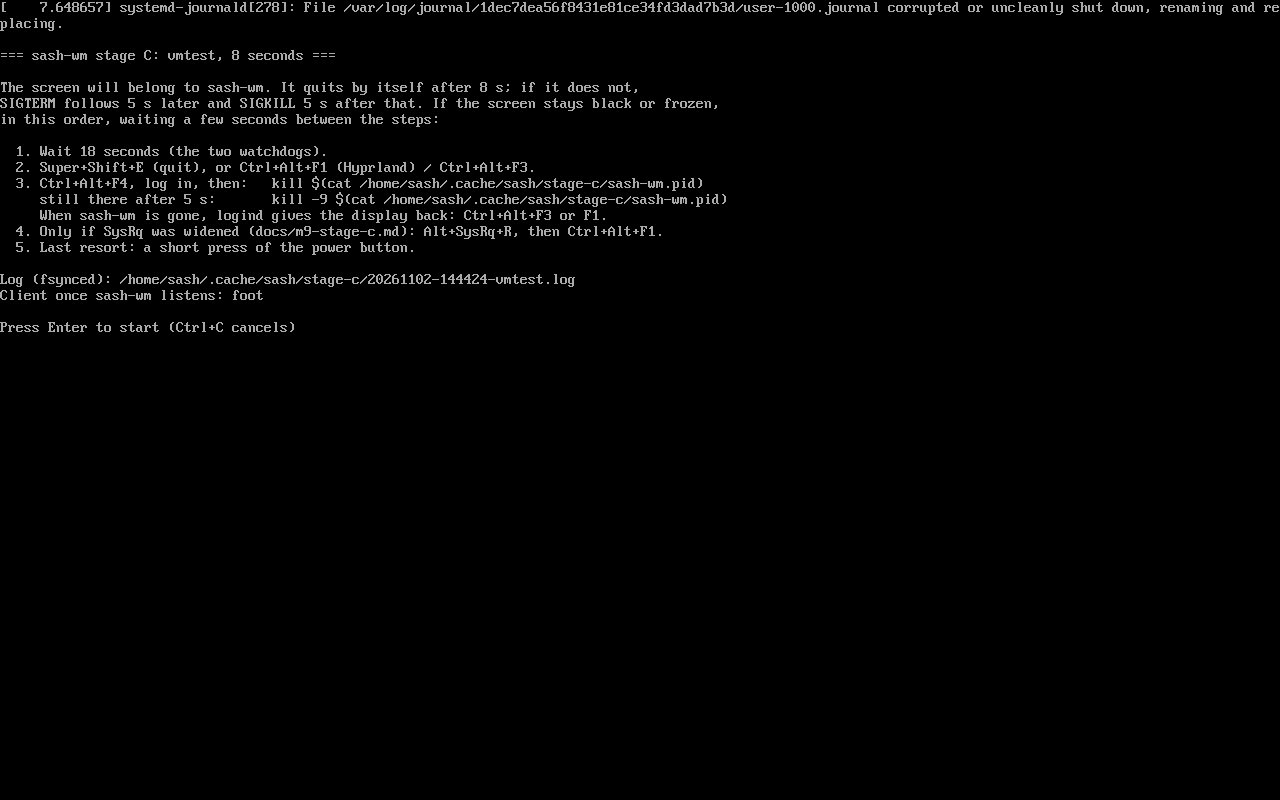 [    7.648657] systemd-journald[278]: File /var/log/journal/1dec7dea56f8431e81ce34fd3dad7b3d/user-1000.journal corrupted or uncleanly shut down, renaming and re
placing.
=== sash-wm stage C: vmtest, 8 seconds ===
The screen will belong to sash-wm. It quits by itself after 8 s; if it does not,
SIGTERM follows 5 s later and SIGKILL 5 s after that. If the screen stays black or frozen,
in this order, waiting a few seconds between the steps:
  1. Wait 18 seconds (the two watchdogs).
  2. Super+Shift+E (quit), or Ctrl+Alt+F1 (Hyprland) / Ctrl+Alt+F3.
  3. Ctrl+Alt+F4, log in, then:   kill $(cat /home/sash/.cache/sash/stage-c/sash-wm.pid)
     still there after 5 s:       kill -9 $(cat /home/sash/.cache/sash/stage-c/sash-wm.pid)
     When sash-wm is gone, logind gives the display back: Ctrl+Alt+F3 or F1.
  4. Only if SysRq was widened (docs/m9-stage-c.md): Alt+SysRq+R, then Ctrl+Alt+F1.
  5. Last resort: a short press of the power button.
Log (fsynced): /home/sash/.cache/sash/stage-c/20261102-144424-vmtest.log
Client once sash-wm listens: foot
Press Enter to start (Ctrl+C cancels)